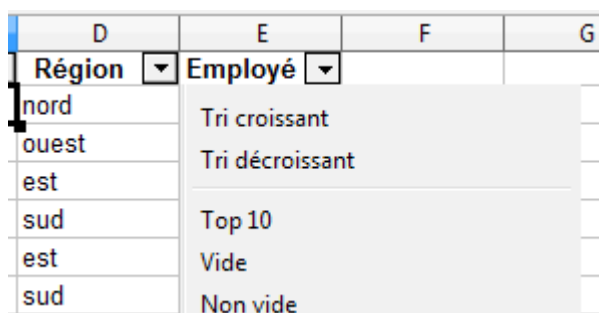 D E F G
Région Employé
nord
Tri croissant
ouest
Tri décroissant
est
sud
Top 10
est
Vide
sud
Non vide